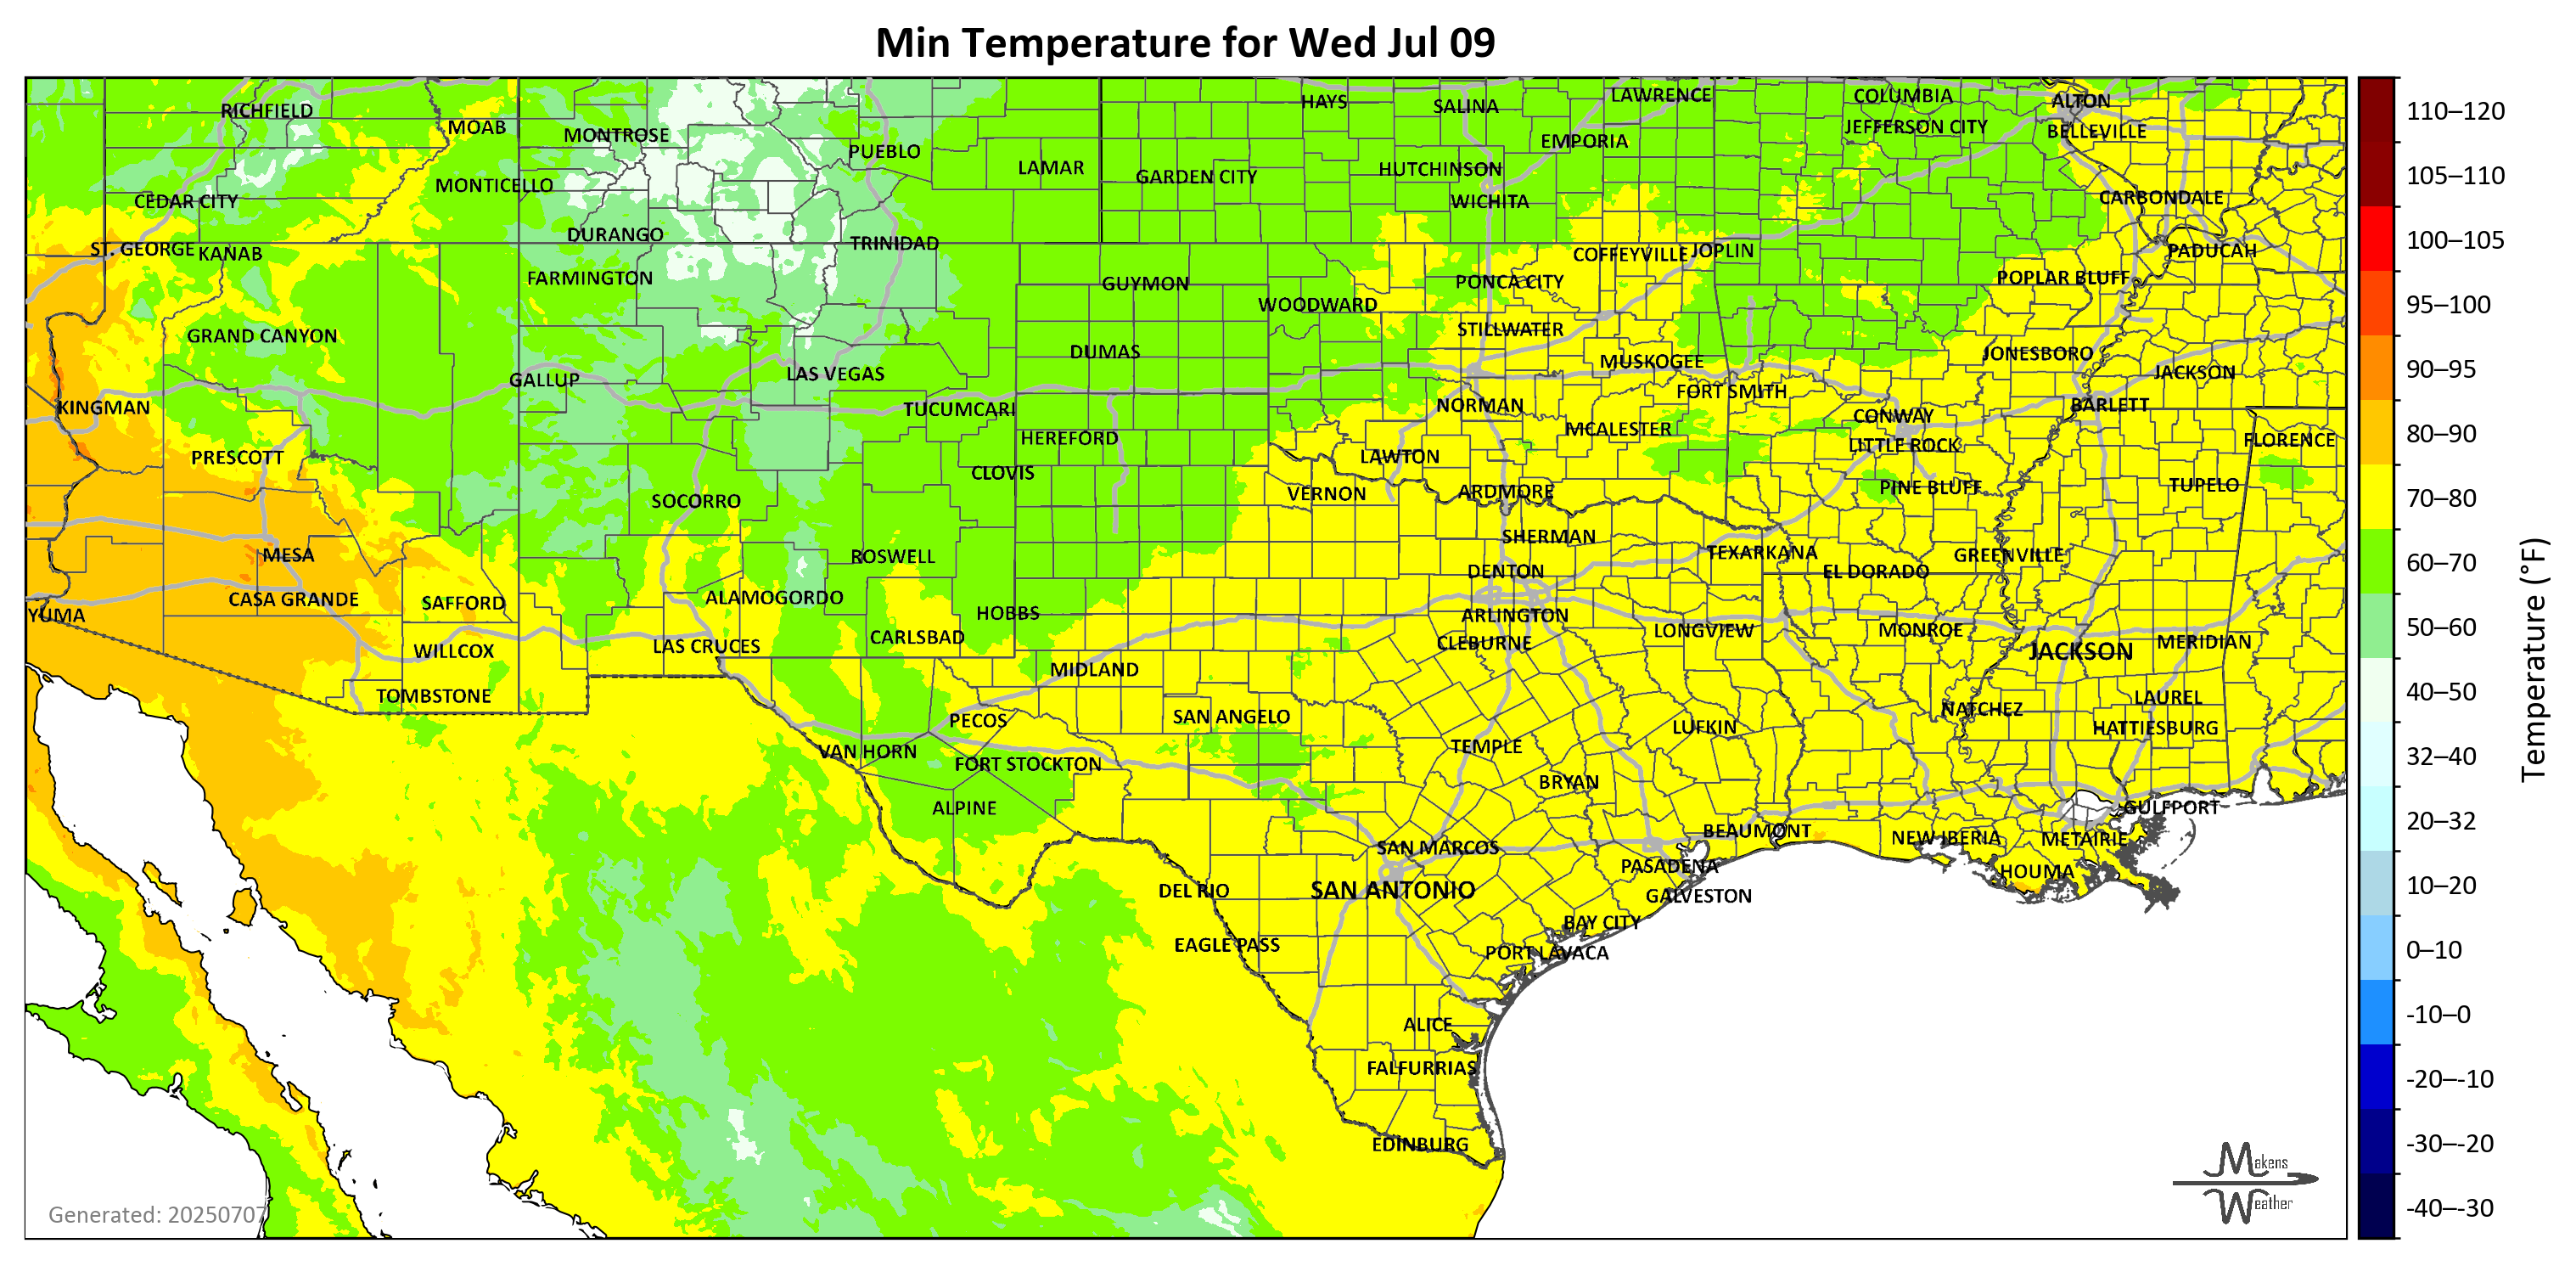 Min Temperature for Wed Jul 09
RICHFIELD
MOAB
MONTROSE
PUEBLO
LAMAR
HAYS
SALINA
LAWRENCE
COLUMBIA
ALTON
JEFFERSON CITY
BELLEVILLE
EMPORIA
HUTCHINSON
GARDEN CITY
MONTICELLO
CEDAR CITY
WICHITA
CARBONDALE
DURANGO
TRINIDAD
ST. GEORGE
KANAB
COFFEYVILLE
JOPLIN
PADUCAH
FARMINGTON
GUYMON
PONCA CITY
POPLAR BLUFF
WOODWARD
GRAND CANYON
STILLWATER
DUMAS
JONESBORO
MUSKOGEE
LAS VEGAS
JACKSON
GALLUP
FORT SMITH
KINGMAN
TUCUMCARI
NORMAN
BARLETT
CONWAY
HEREFORD
MCALESTER
LITTLE ROCK
FLORENCE
PRESCOTT
LAWTON
CLOVIS
SOCORRO
VERNON
ARDMORE
PINE BLUFF
TUPELO
SHERMAN
MESA
ROSWELL
TEXARKANA
GREENVILLE
DENTON
EL DORADO
CASA GRANDE
SAFFORD
ALAMOGORDO
YUMA
HOBBS
ARLINGTON
CARLSBAD
LAS CRUCES
CLEBURNE
LONGVIEW
MONROE
MERIDIAN
WILLCOX
JACKSON
MIDLAND
TOMBSTONE
LAUREL
PECOS
SAN ANGELO
NATCHEZ
LUFKIN
HATTIESBURG
VAN HORN
FORT STOCKTON
TEMPLE
BRYAN
ALPINE
GULFPORT
BEAUMONT
NEW IBERIA
METAIRIE
SAN MARCOS
PASADENA
HOUMA
DEL RIO
SAN ANTONIO
GALVESTON
BAY CITY
EAGLE PASS
PORT LAVACA
ALICE
FALFURRIAS
EDINBURG
Generated: 20250707
Makens
Weather
110–120
105–110
100–105
95–100
90–95
80–90
70–80
60–70
50–60
40–50
32–40
20–32
10–20
0–10
-10–0
-20–-10
-30–-20
-40–-30
Temperature (°F)